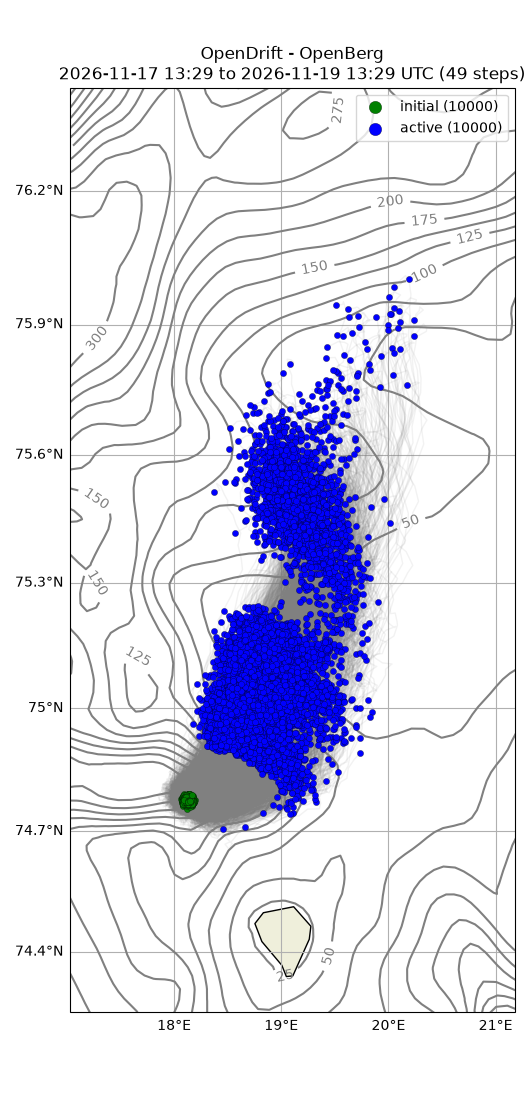 OpenDrift - OpenBerg
2026-11-17 13:29 to 2026-11-19 13:29 UTC (49 steps)
initial (10000)
active (10000)
275
76.2°N
200
175
125
150
100
75.9°N
300
75.6°N
150
50
75.3°N
150
125
75°N
74.7°N
74.4°N
50
25
18°E
19°E
20°E
21°E